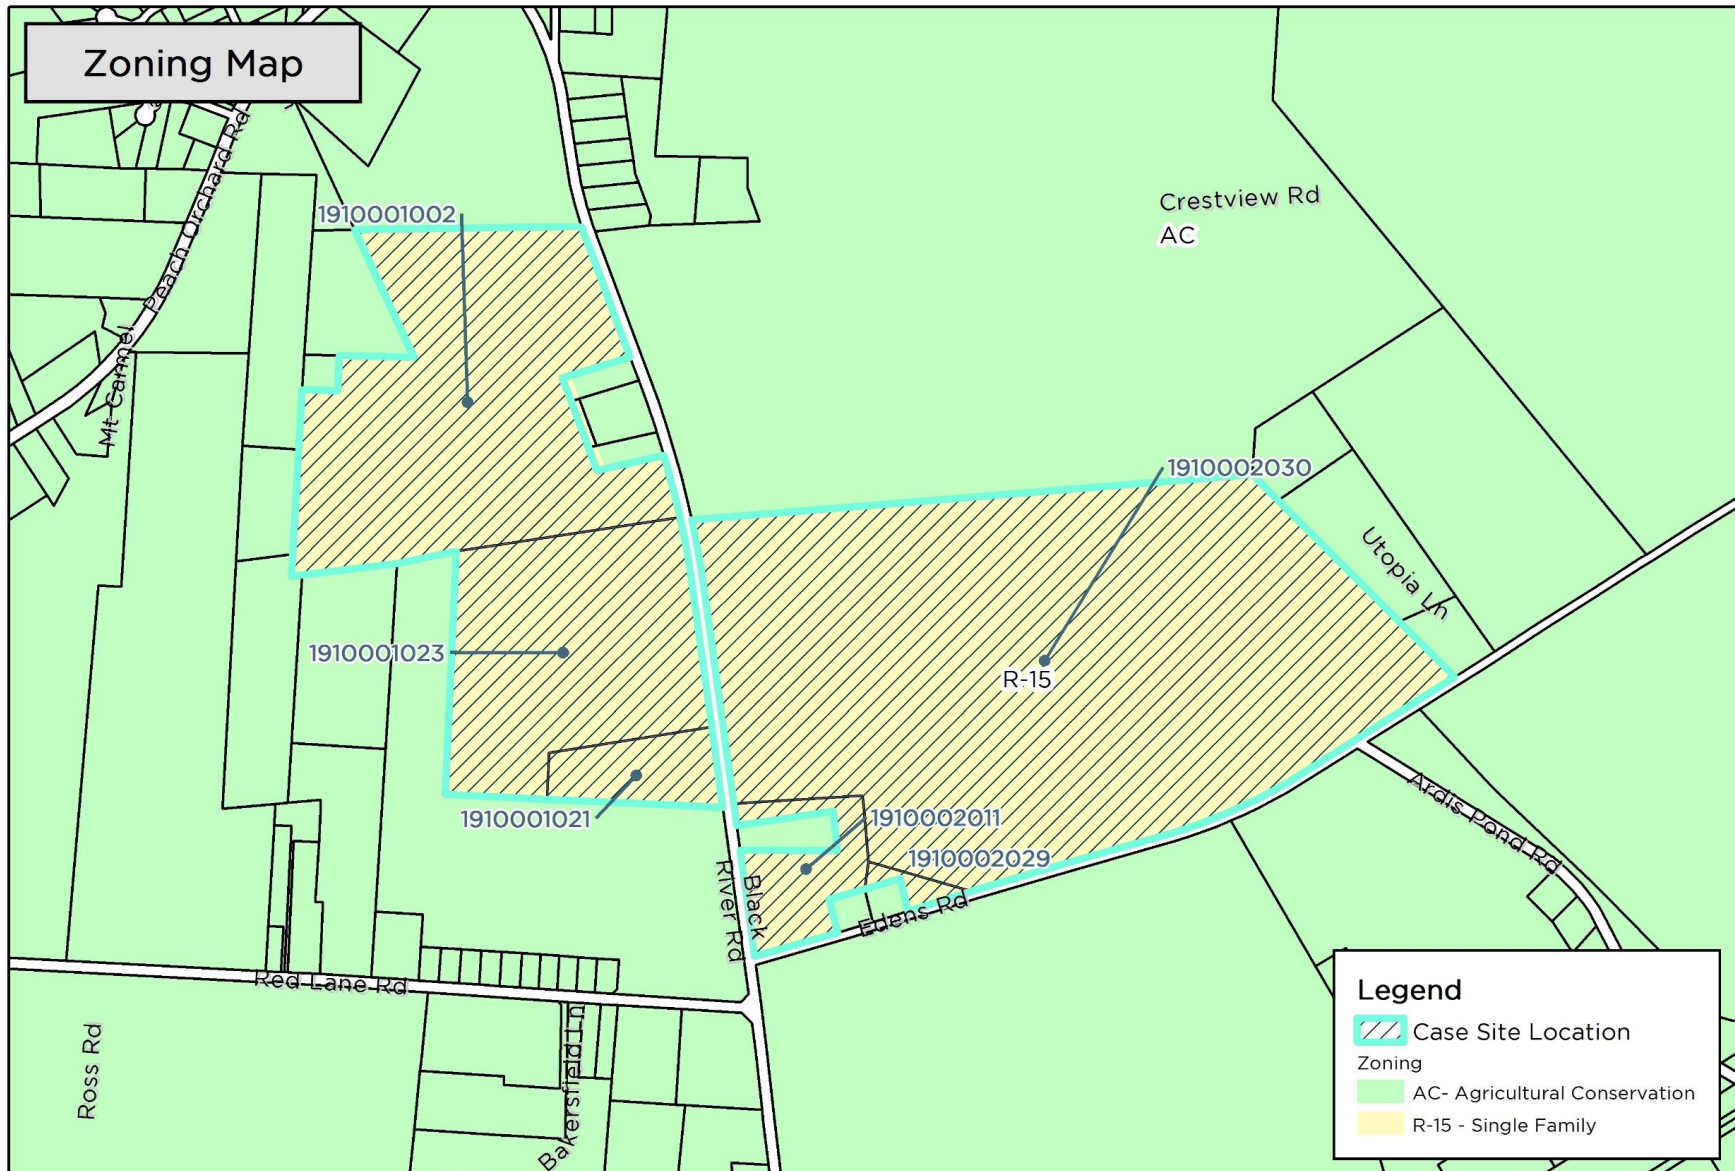 Zoning Map
Peach Orchard Rd
Mt Carmel
1910001002
Crestview Rd
AC
1910002030
Utopia Ln
1910001023
R-15
1910001021
1910002011
1910002029
Ardis Pond Rd
Black
River Rd
Edens Rd
Red Lane Rd
Ross Rd
Bakersfield Ln
Legend
Case Site Location
Zoning
AC- Agricultural Conservation
R-15 - Single Family